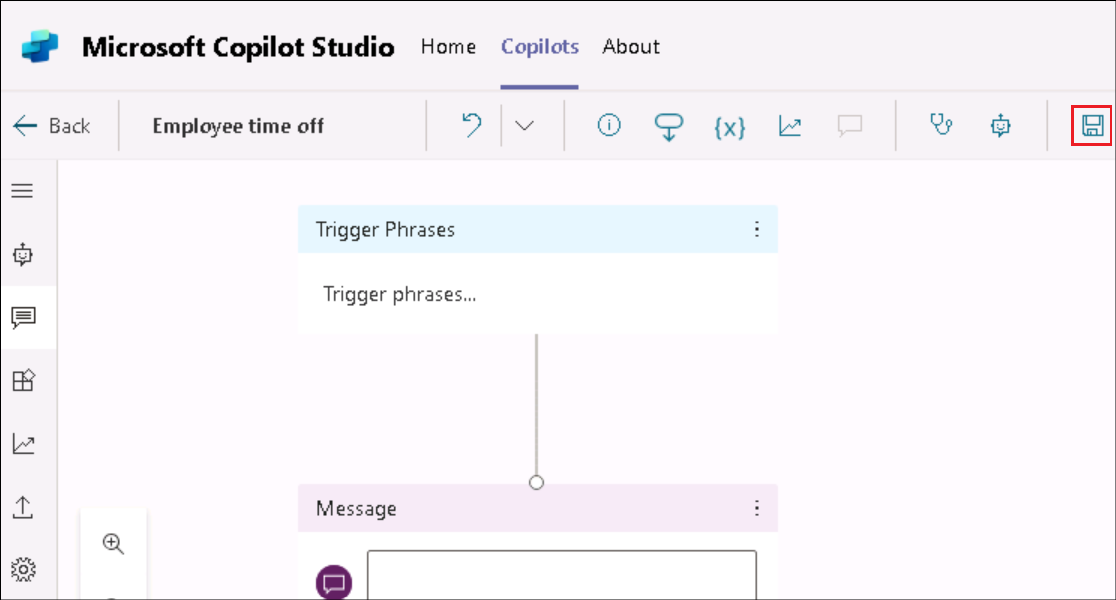 Microsoft Copilot Studio Home Copilots About
Back Employee time off {x}
Trigger Phrases
Trigger phrases...
Message